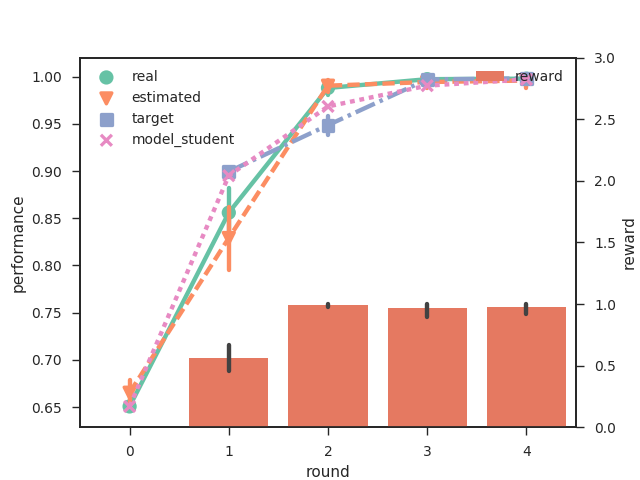 real
estimated
target
model_student
reward
1.00
0.95
0.90
0.85
0.80
0.75
0.70
0.65
performance
3.0
2.5
2.0
1.5
1.0
0.5
0.0
reward
0 1 2 3 4
round